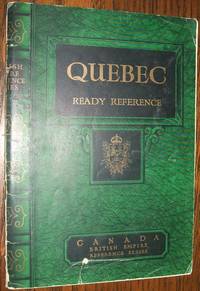 QUEBEC
READY REFERENCE
CANADA
BRITISH EMPIRE
REFERENCE SERIES